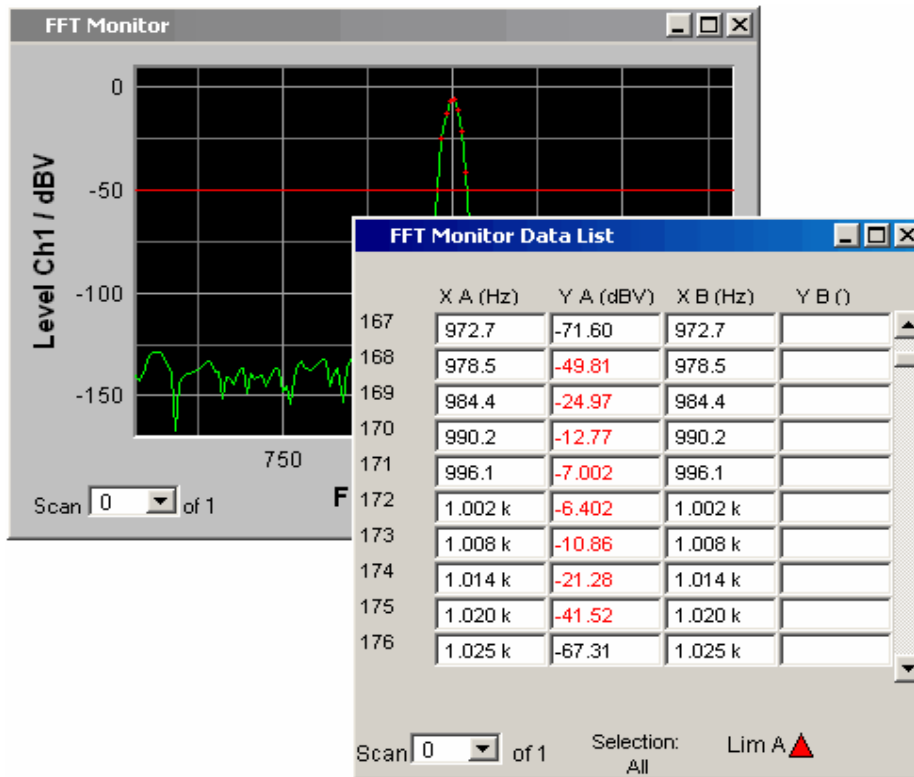 FFT Monitor
0
-50
-100
-150
Level Ch1 / dBV
750
F
Scan 0 of 1
FFT Monitor Data List
X A (Hz) Y A (dBV) X B (Hz) Y B ()
167 972.7 -71.60 972.7
168 978.5 -49.81 978.5
169 984.4 -24.97 984.4
170 990.2 -12.77 990.2
171 996.1 -7.002 996.1
172 1.002 k -6.402 1.002 k
173 1.008 k -10.86 1.008 k
174 1.014 k -21.28 1.014 k
175 1.020 k -41.52 1.020 k
176 1.025 k -67.31 1.025 k
Scan 0 of 1
Selection:
All
Lim A